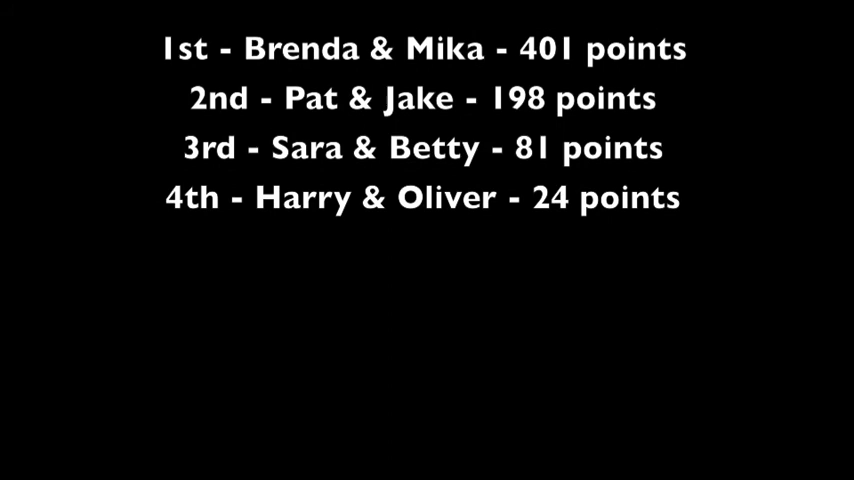 1st - Brenda & Mika - 401 points
2nd - Pat & Jake - 198 points
3rd - Sara & Betty - 81 points
4th - Harry & Oliver - 24 points